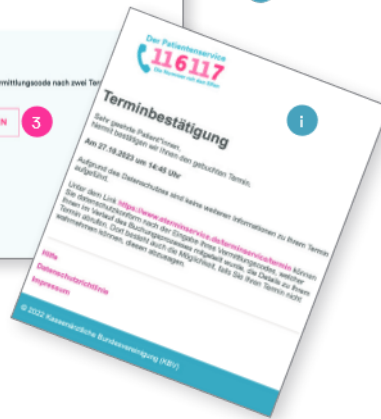 ermittlungscode nach zwei Ter
N
3
i
Der Patientenservice
116117
Die Nummer mit den Elfen
Terminbestätigung
Sehr geehrte Patient*innen,
hiermit bestätigen wir Ihnen den gebuchten Termin.
Am 27.10.2023 um 14:45 Uhr
Aufgrund des Datenschutzes sind keine weiteren Informationen zu Ihrem Termin
aufgeführt.
Unter dem Link https://www.eterminservice.de/terminservice/termin können
Sie datenschutzkonform nach der Eingabe Ihres Vermittlungscodes, welcher
Ihnen im Verlauf des Buchungsprozesses mitgeteilt wurde, die Details zu Ihrem
Termin abrufen. Dort besteht auch die Möglichkeit, falls Sie Ihren Termin nicht
wahrnehmen können, diesen abzusagen.
Hilfe
Datenschutzrichtlinie
Impressum
© 2022 Kassenärztliche Bundesvereinigung (KBV)